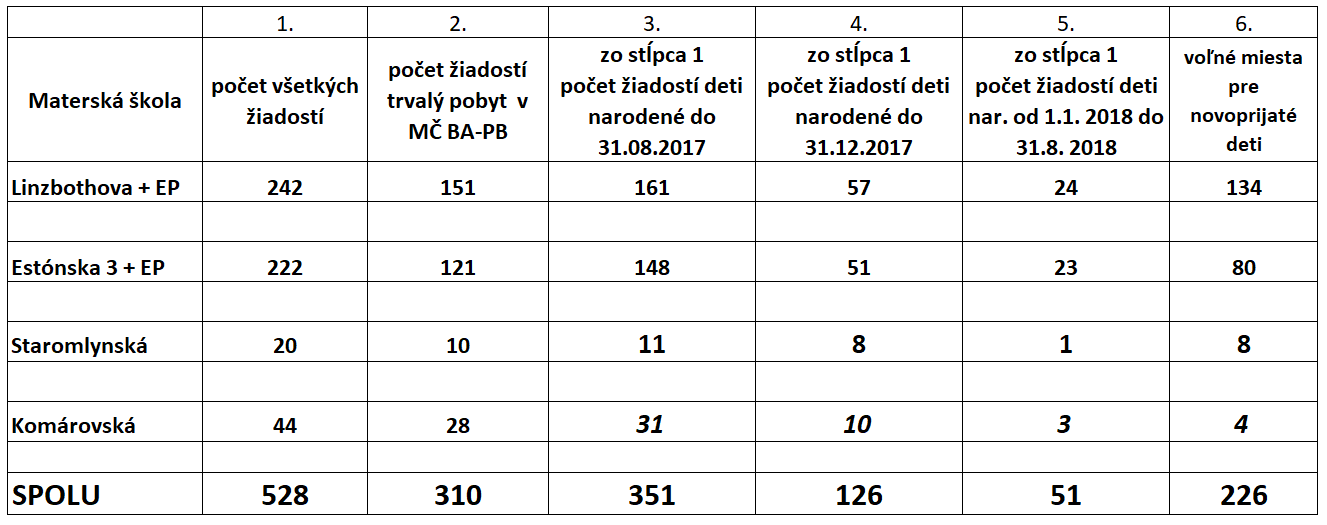 1. 2. 3. 4. 5. 6.
Materská škola
počet všetkých
žiadostí
počet žiadostí
trvalý pobyt v
MČ BA-PB
zo stĺpca 1
počet žiadostí deti
narodené do
31.08.2017
zo stĺpca 1
počet žiadostí deti
narodené do
31.12.2017
zo stĺpca 1
počet žiadostí deti
nar. od 1.1. 2018 do
31.8. 2018
voľné miesta
pre
novoprijaté
deti
Linzbothova + EP 242 151 161 57 24 134
Estónska 3 + EP 222 121 148 51 23 80
Staromlynská 20 10 11 8 1 8
Komárovská 44 28 31 10 3 4
SPOLU 528 310 351 126 51 226